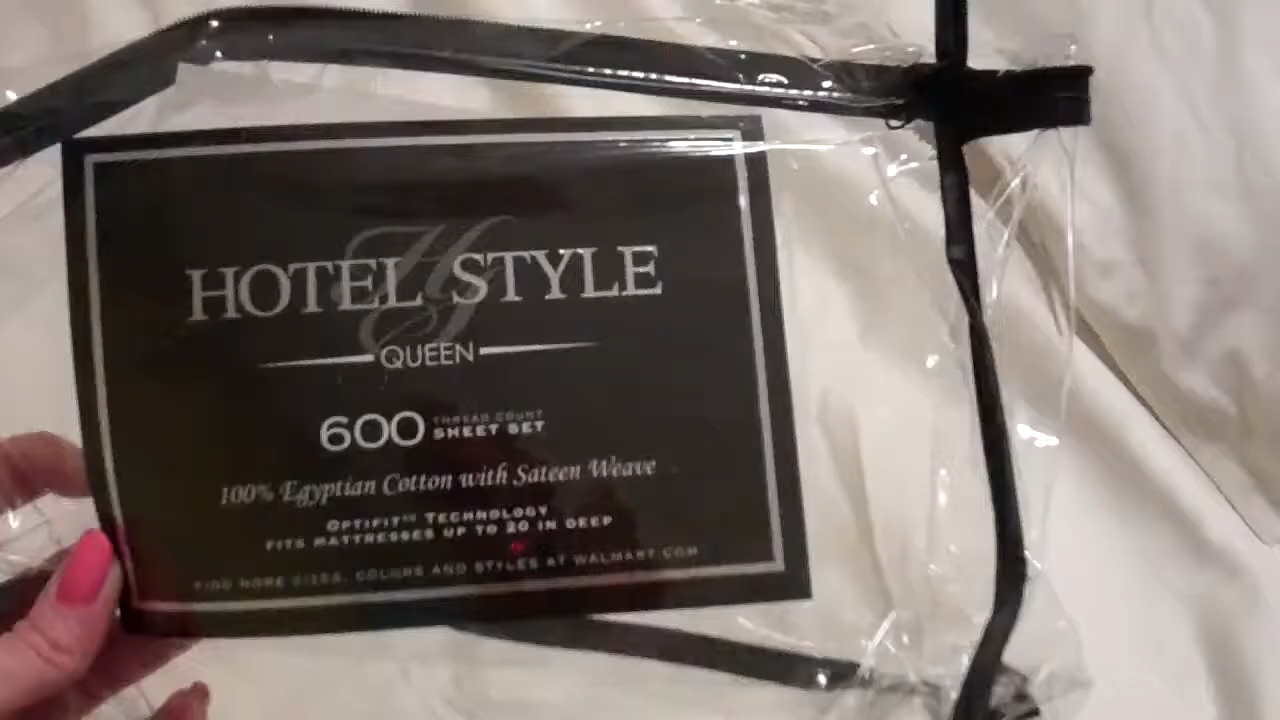 HOTEL STYLE
QUEEN
600 THREAD COUNT
SHEET SET
100% Egyptian Cotton with Sateen Weave
OPTIFIT™ TECHNOLOGY
FITS MATTRESSES UP TO 20 IN DEEP
FIND MORE SIZES, COLORS AND STYLES AT WALMART.COM